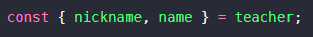 const { nickname, name } = teacher;